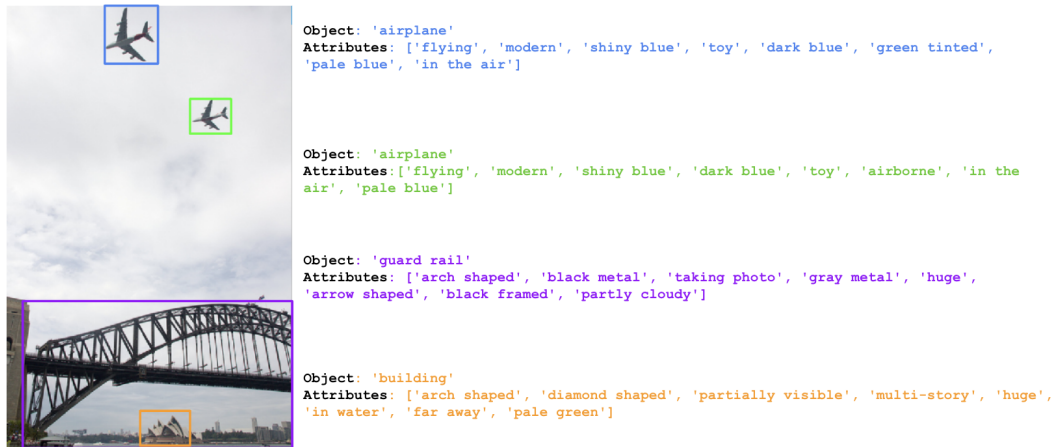 Object: 'airplane'
Attributes: ['flying', 'modern', 'shiny blue', 'toy', 'dark blue', 'green tinted',
'pale blue', 'in the air']
Object: 'airplane'
Attributes:['flying', 'modern', 'shiny blue', 'dark blue', 'toy', 'airborne', 'in the
air', 'pale blue']
Object: 'guard rail'
Attributes: ['arch shaped', 'black metal', 'taking photo', 'gray metal', 'huge',
'arrow shaped', 'black framed', 'partly cloudy']
Object: 'building'
Attributes: ['arch shaped', 'diamond shaped', 'partially visible', 'multi-story', 'huge',
'in water', 'far away', 'pale green']